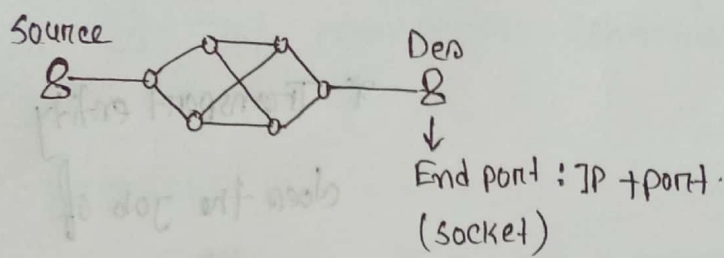 Source
Des
End port : IP + port.
(socket)